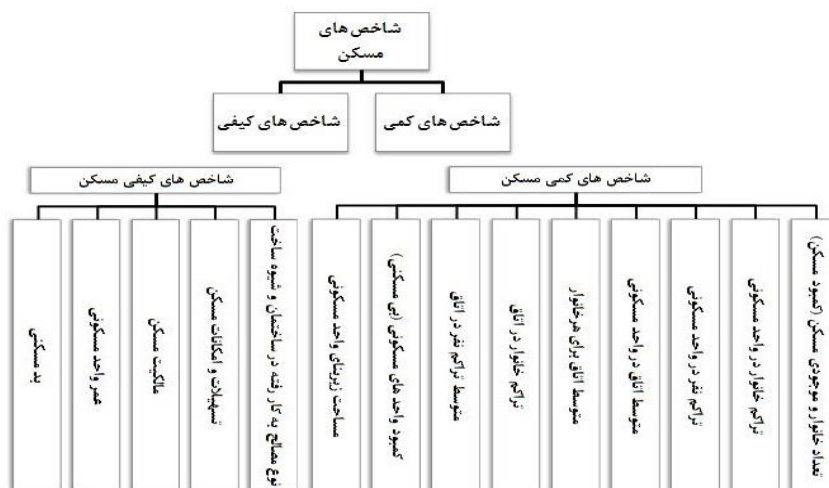 شاخص های
مسکن
شاخص های کمی
شاخص های کیفی
شاخص های کمی مسکن
شاخص های کیفی مسکن
تعداد خانوار و موجودی مسکن (کمبود مسکن)
تراکم خانوار در واحد مسکونی
تراکم نفر در واحد مسکونی
متوسط اتاق در واحد مسکونی
متوسط اتاق برای هر خانوار
تراکم خانوار در اتاق
متوسط تراکم نفر در اتاق
کمبود واحد های مسکونی (بی مسکنی)
مساحت زیربنای واحد مسکونی
نوع مصالح به کار رفته در ساختمان و شیوه ساخت
تسهیلات و امکانات مسکن
مالکیت مسکن
عمر واحد مسکونی
بد مسکنی